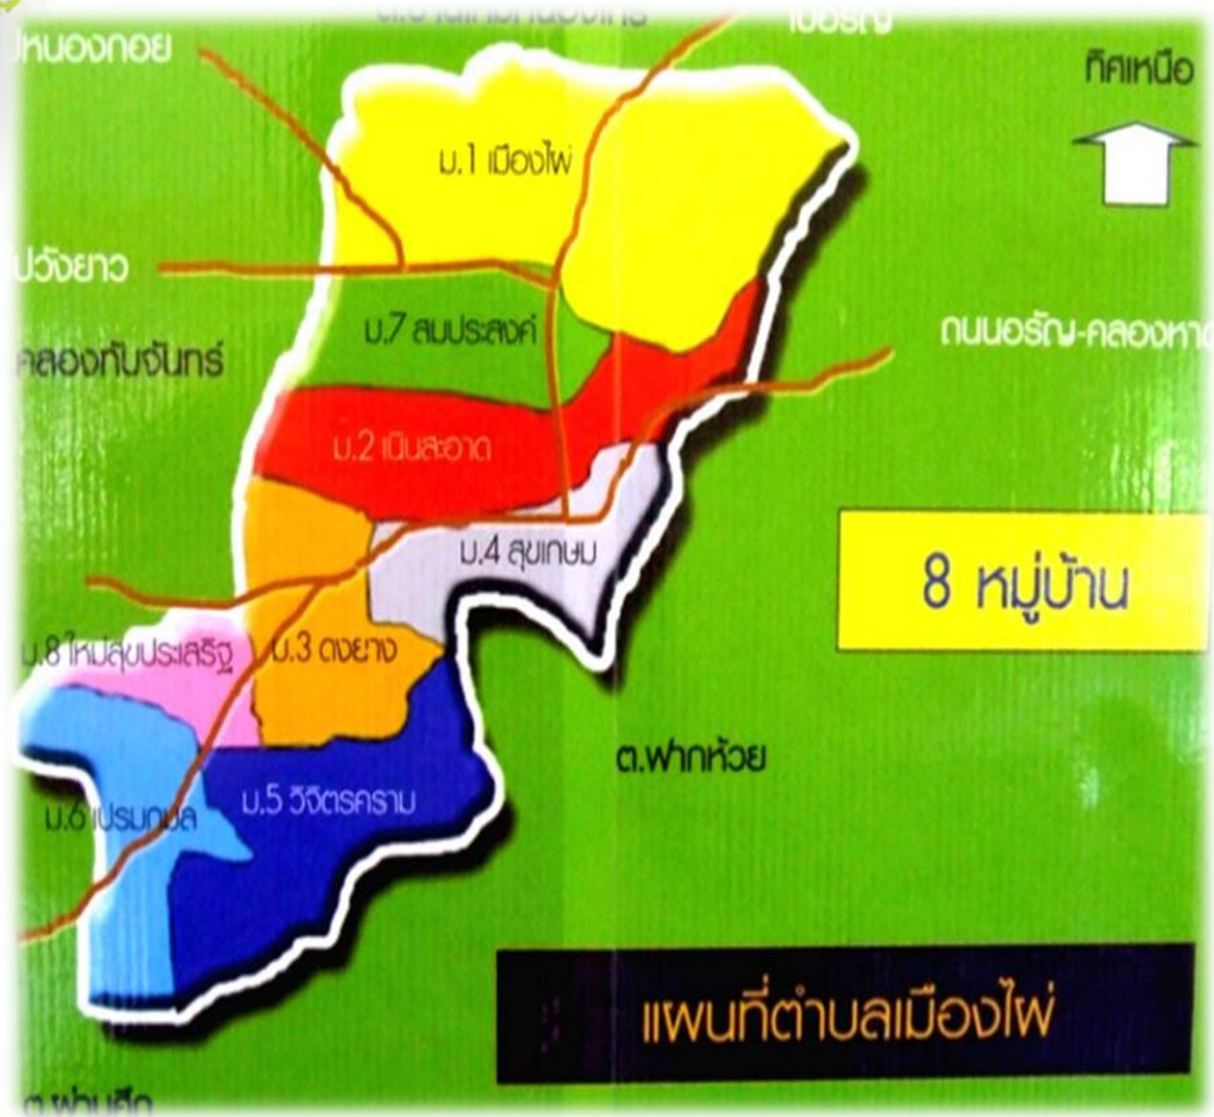 ไปอรัญ
หนองกอย
ทิศเหนือ
ม.1 เมืองไผ่
วังยาว
ม.7 สมประสงค์
ถนนอรัญ-คลองหาด
คลองทับจันทร์
ม.2 เนินสะอาด
ม.4 สุขเกษม
8 หมู่บ้าน
ม.8 ใหม่สุขประเสริฐ
ม.3 ดงยาง
ต.ฟากห้วย
ม.5 วิจิตรคราม
ม.6 เปรมกมล
แผนที่ตำบลเมืองไผ่